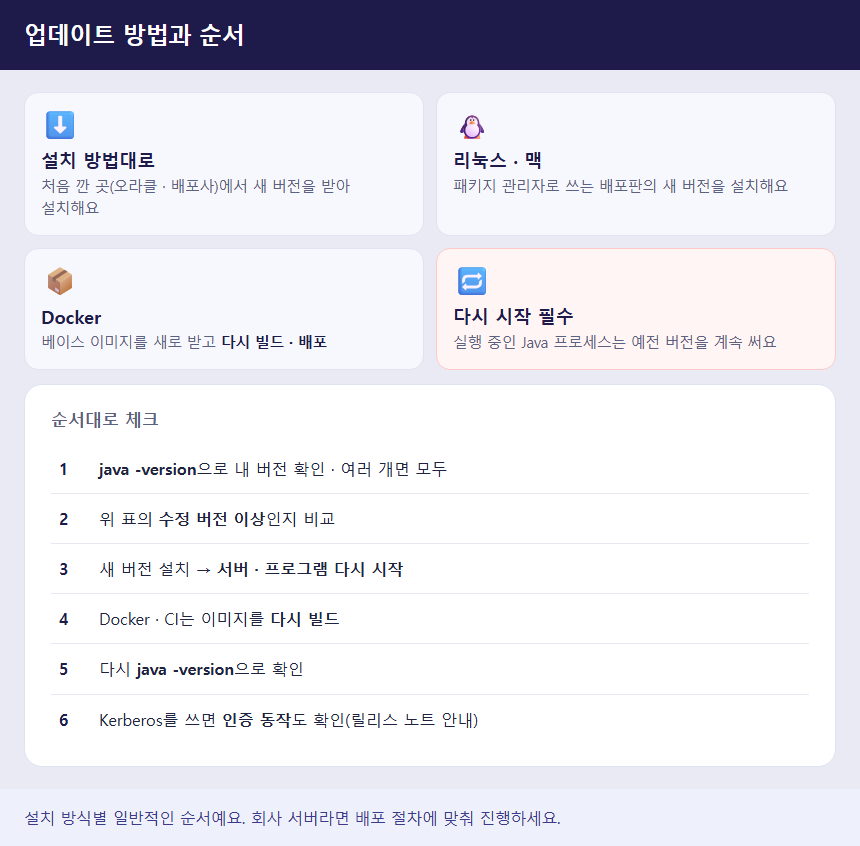 업데이트 방법과 순서
설치 방법대로
처음 깐 곳(오라클 · 배포사)에서 새 버전을 받아
설치해요
리눅스 · 맥
패키지 관리자로 쓰는 배포판의 새 버전을 설치해요
Docker
베이스 이미지를 새로 받고 다시 빌드 · 배포
다시 시작 필수
실행 중인 Java 프로세스는 예전 버전을 계속 써요
순서대로 체크
1 java -version으로 내 버전 확인 · 여러 개면 모두
2 위 표의 수정 버전 이상인지 비교
3 새 버전 설치 → 서버 · 프로그램 다시 시작
4 Docker · CI는 이미지를 다시 빌드
5 다시 java -version으로 확인
6 Kerberos를 쓰면 인증 동작도 확인(릴리스 노트 안내)
설치 방식별 일반적인 순서예요. 회사 서버라면 배포 절차에 맞춰 진행하세요.